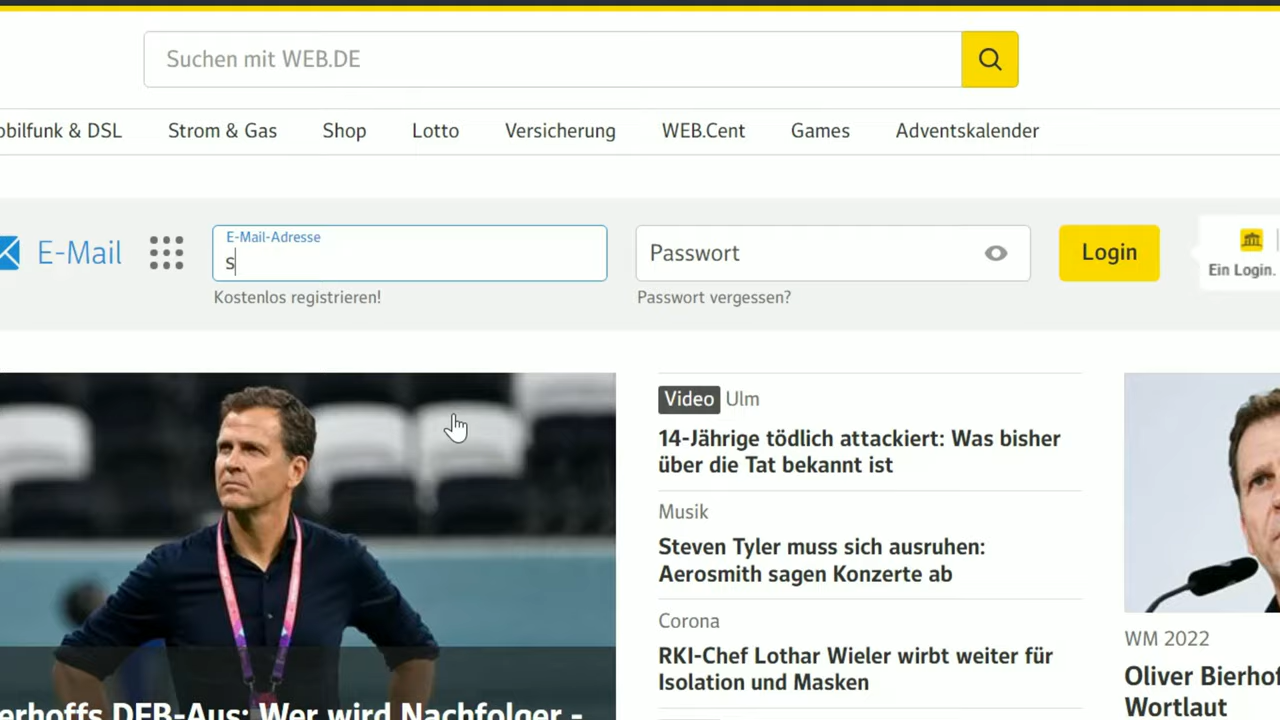 Suchen mit WEB.DE
obilfunk & DSL Strom & Gas Shop Lotto Versicherung WEB.Cent Games Adventskalender
E-Mail
E-Mail-Adresse
s
Kostenlos registrieren!
Passwort
Passwort vergessen?
Login
Ein Login.
erhoffs DFB-Aus: Wer wird Nachfolger -
Video Ulm
14-Jährige tödlich attackiert: Was bisher
über die Tat bekannt ist
Musik
Steven Tyler muss sich ausruhen:
Aerosmith sagen Konzerte ab
Corona
RKI-Chef Lothar Wieler wirbt weiter für
Isolation und Masken
WM 2022
Oliver Bierhof
Wortlaut